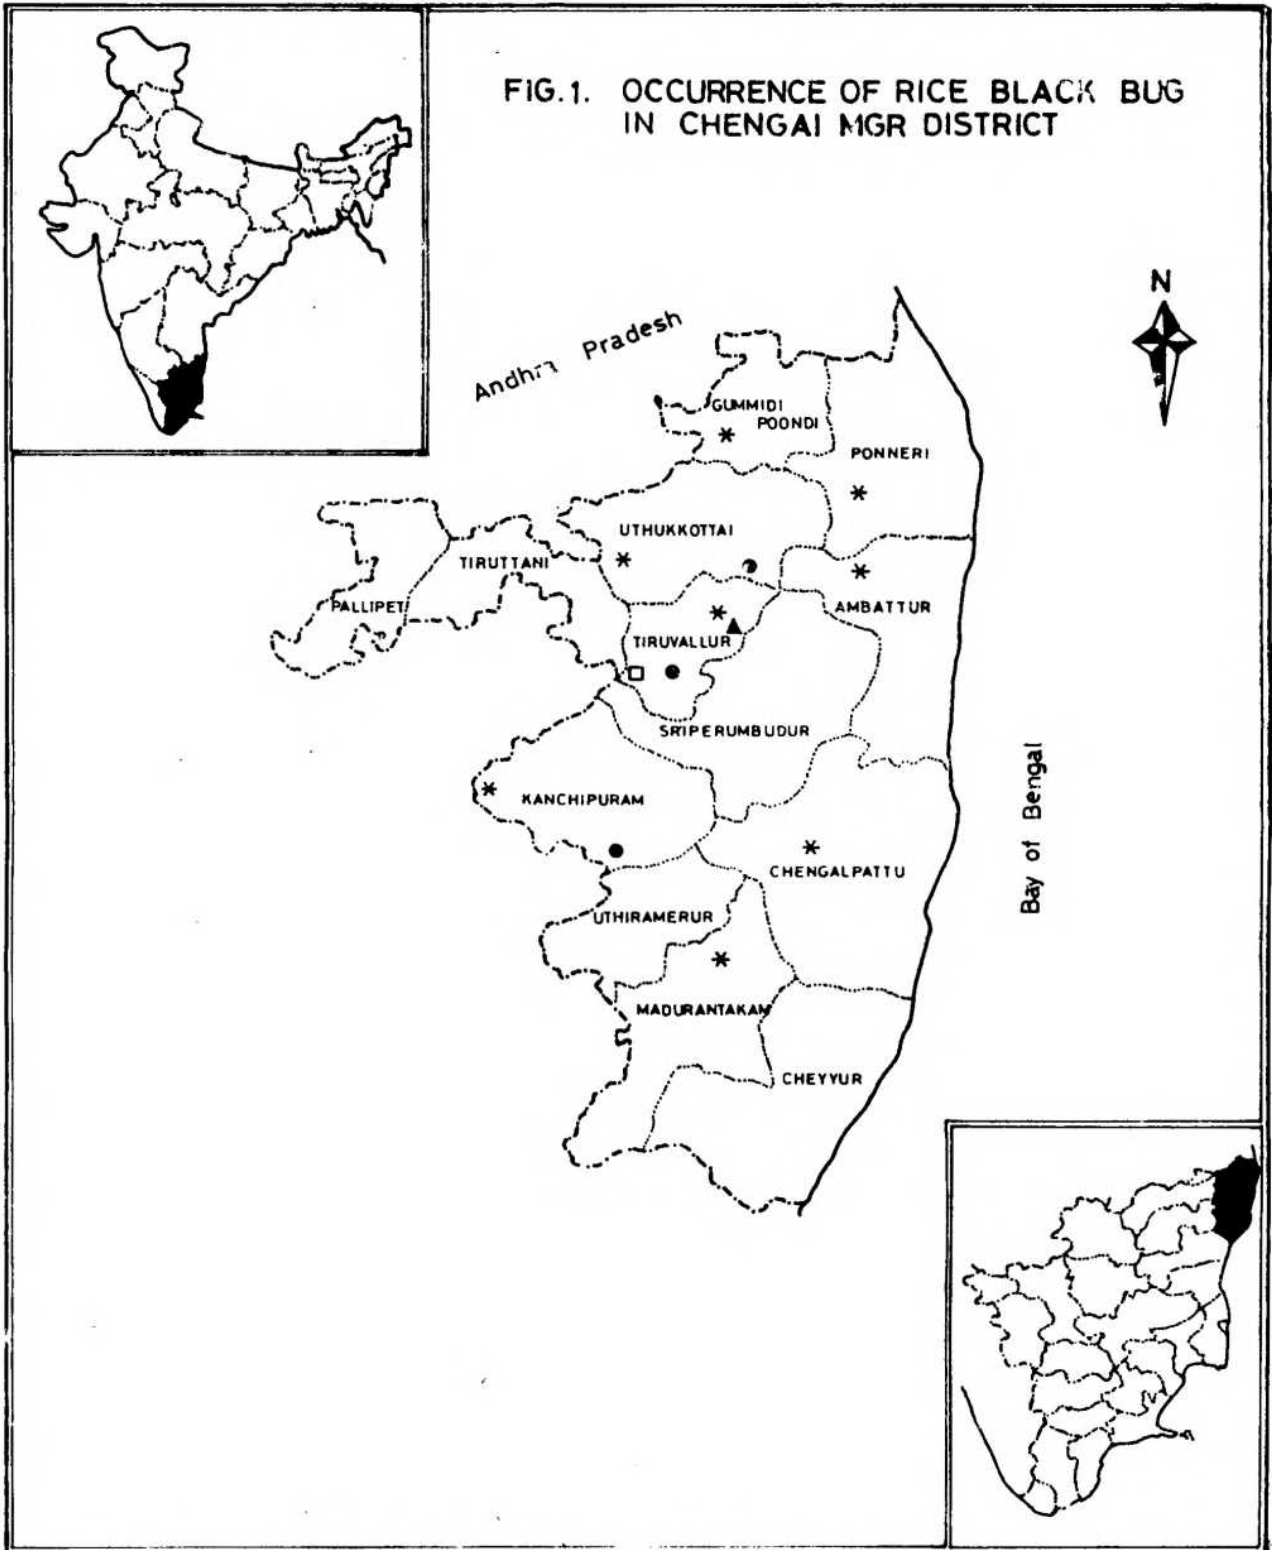 FIG.1. OCCURRENCE OF RICE BLACK BUG
IN CHENGAI MGR DISTRICT
N
Andhra Pradesh
GUMMIDI
POONDI
PONNERI
UTHUKKOTTAI
TIRUTTANI
PALLIPET
AMBATTUR
TIRUVALLUR
SRIPERUMBUDUR
Bay of Bengal
KANCHIPURAM
CHENGALPATTU
UTHIRAMERUR
MADURANTAKAM
CHEYYUR